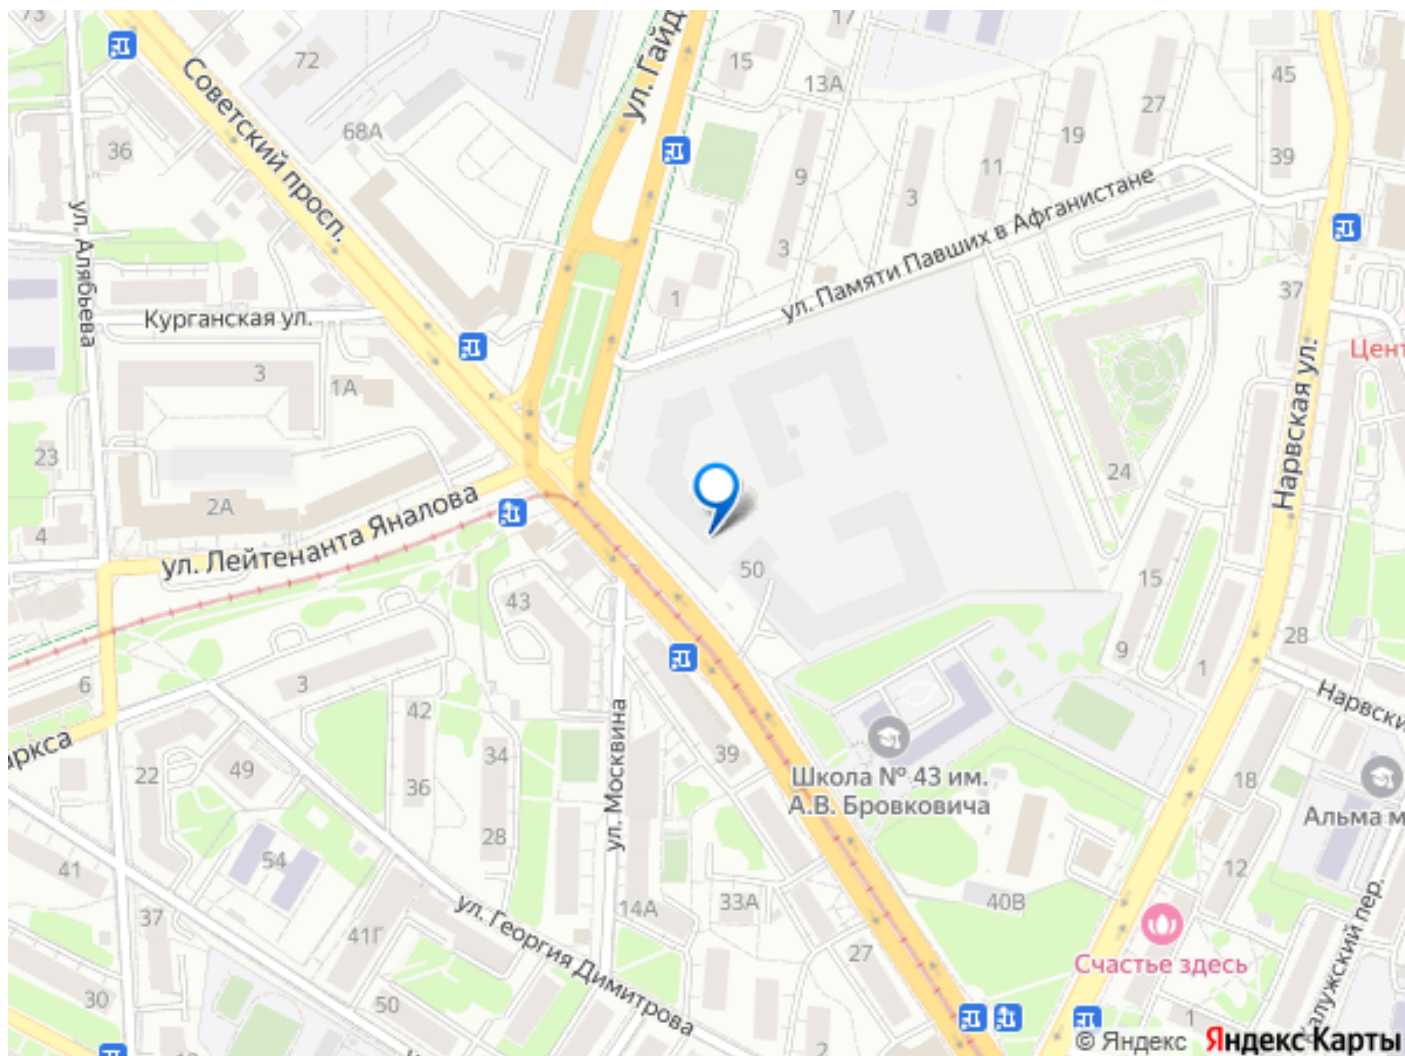 73
72
17
ул. Гайд
15
13А
45
Советский просп.
68А
27
36
19
39
9
11
3
ул. Памяти Павших в Афганистане
ул. Алябьева
3
1
37
Курганская ул.
Цент
3
1А
Нарвская ул.
23
24
2А
4
ул. Лейтенанта Яналова
50
15
43
28
9
1
6
3
Нарвски
42
аркса
34
39
22
49
36
ул. Москвина
Школа № 43 им.
А.В. Бровковича
18
Альма м
28
54
41
12
37
14А
33А
40В
41Г
ул. Георгия Димитрова
27
Счастье здесь
алужский пер.
30
50
1
2
© Яндекс Яндекс Карты